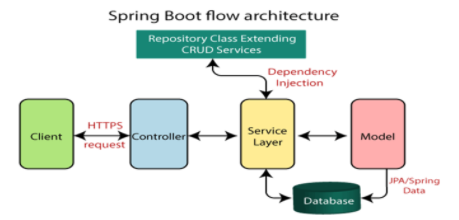 Spring Boot flow architecture
Repository Class Extending
CRUD Services
Dependency
Injection
Client
HTTPS
request
Controller
Service
Layer
Model
JPA/Spring
Data
Database